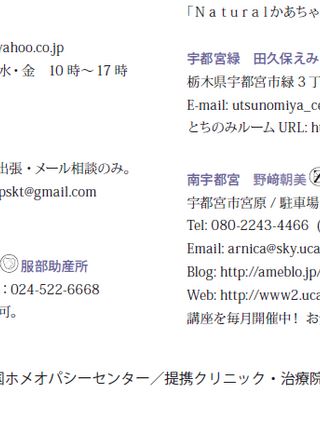 yahoo.co.jp
水・金　10 時～ 17 時
出張・メール相談のみ。
pskt@gmail.com
服部助産所
：024-522-6668
可。
「Ｎａｔｕｒａｌかあちゃ
宇都宮緑　田久保えみ
栃木県宇都宮市緑３丁
E-mail: utsunomiya_ce
とちのみルーム URL: h
南宇都宮　野﨑朝美
宇都宮市宮原 / 駐車場
Tel: 080-2243-4466（
Email: arnica@sky.uca
Blog: http://ameblo.jp/
Web: http://www2.uca
講座を毎月開催中！ お
国ホメオパシーセンター／提携クリニック・治療院